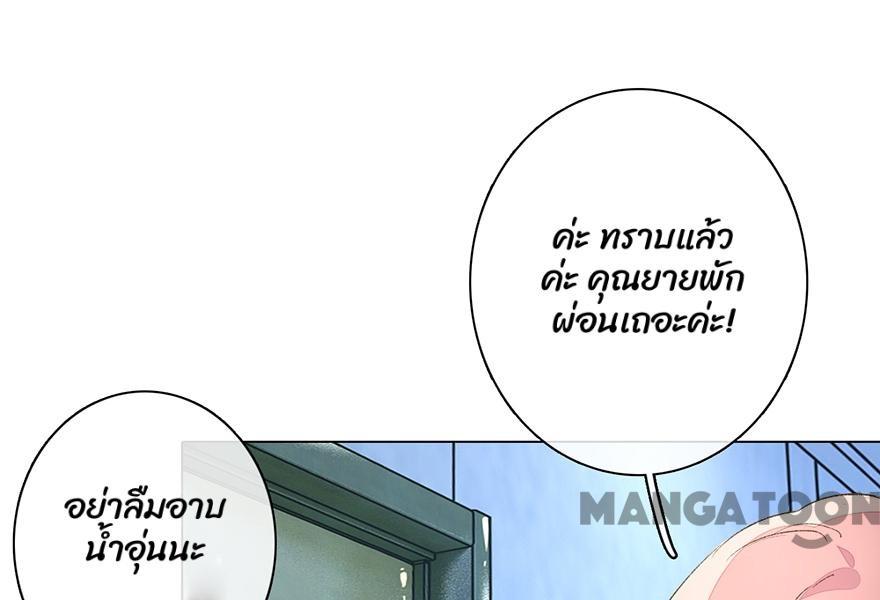 ค่ะ ทราบแล้ว
ค่ะ คุณยายพัก
ผ่อนเถอะค่ะ!
อย่าลืมอาบ
น้ำอุ่นนะ
MANGATOON